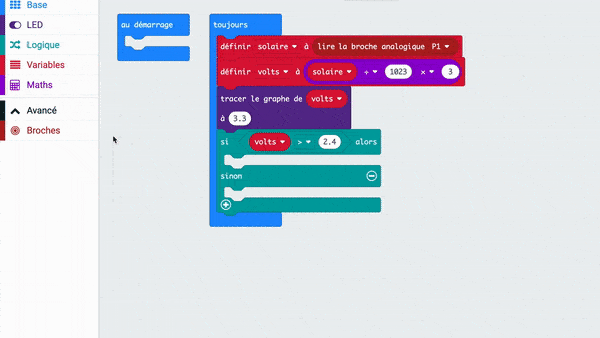 Base
LED
Logique
Variables
Maths
Avancé
Broches
au démarrage
toujours
définir solaire à lire la broche analogique P1
définir volts à solaire ÷ 1023 × 3
tracer le graphe de volts
à 3.3
si volts > 2.4 alors
sinon